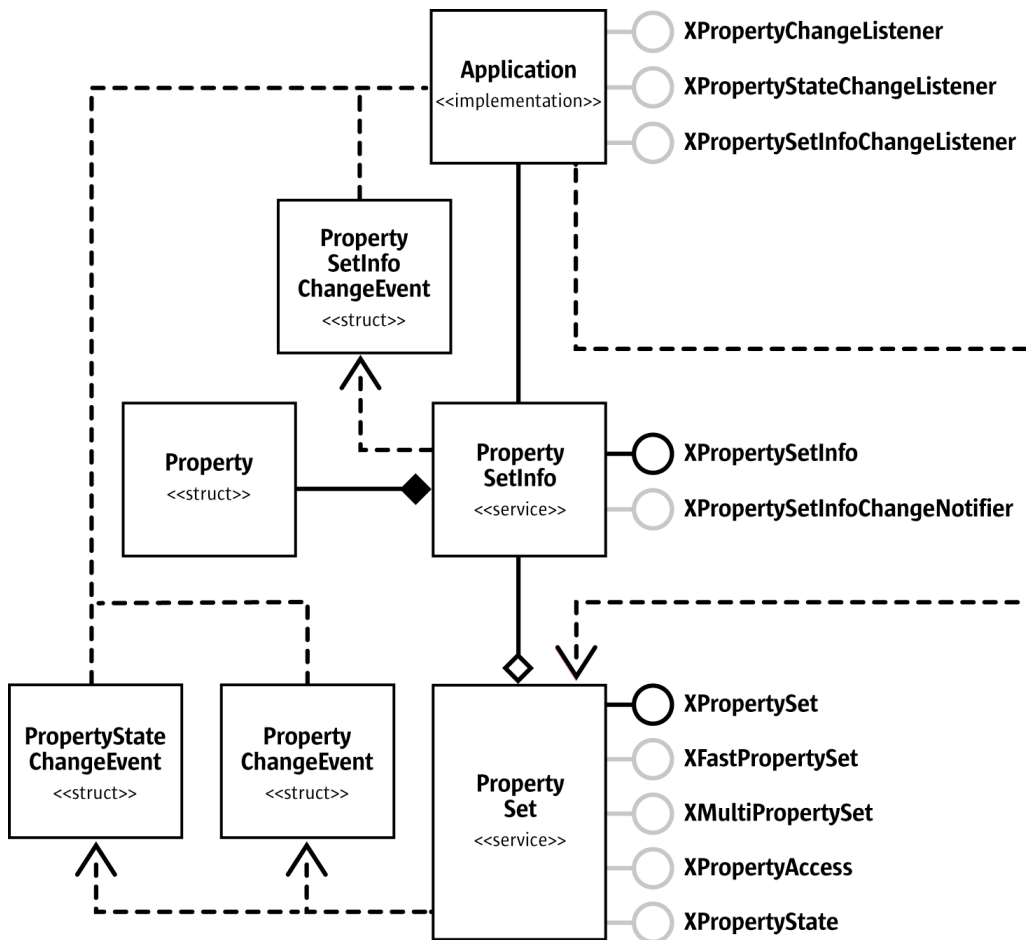 Application
<<implementation>>
XPropertyChangeListener
XPropertyStateChangeListener
XPropertySetInfoChangeListener
Property
SetInfo
ChangeEvent
<<struct>>
Property
<<struct>>
Property
SetInfo
<<service>>
XPropertySetInfo
XPropertySetInfoChangeNotifier
PropertyState
ChangeEvent
<<struct>>
Property
ChangeEvent
<<struct>>
Property
Set
<<service>>
XPropertySet
XFastPropertySet
XMultiPropertySet
XPropertyAccess
XPropertyState